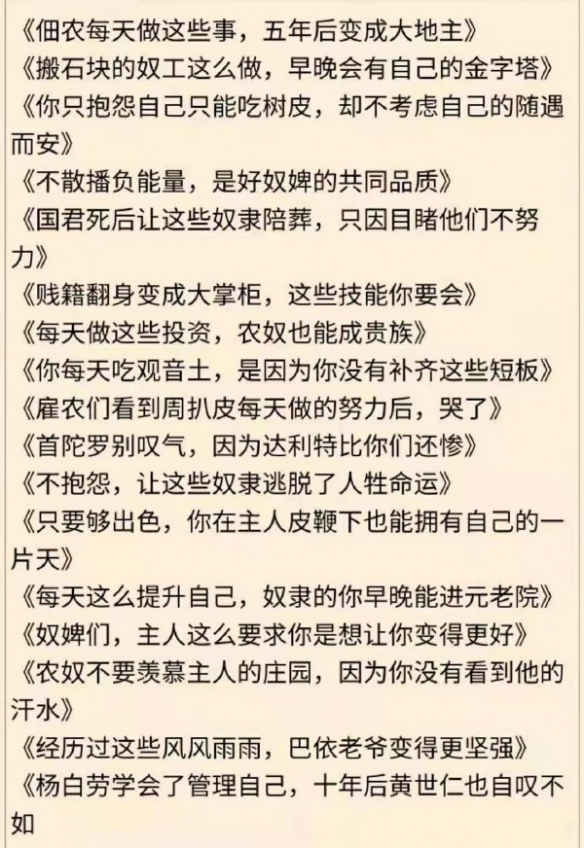 《佃农每天做这些事，五年后变成大地主》
《搬石块的奴工这么做，早晚会有自己的金字塔》
《你只抱怨自己只能吃树皮，却不考虑自己的随遇
而安》
《不散播负能量，是好奴婢的共同品质》
《国君死后让这些奴隶陪葬，只因目睹他们不努
力》
《贱籍翻身变成大掌柜，这些技能你要会》
《每天做这些投资，农奴也能成贵族》
《你每天吃观音土，是因为你没有补齐这些短板》
《雇农们看到周扒皮每天做的努力后，哭了》
《首陀罗别叹气，因为达利特比你们还惨》
《不抱怨，让这些奴隶逃脱了人牲命运》
《只要够出色，你在主人皮鞭下也能拥有自己的一
片天》
《每天这么提升自己，奴隶的你早晚能进元老院》
《奴婢们，主人这么要求你是想让你变得更好》
《农奴不要羡慕主人的庄园，因为你没有看到他的
汗水》
《经历过这些风风雨雨，巴依老爷变得更坚强》
《杨白劳学会了管理自己，十年后黄世仁也自叹不
如